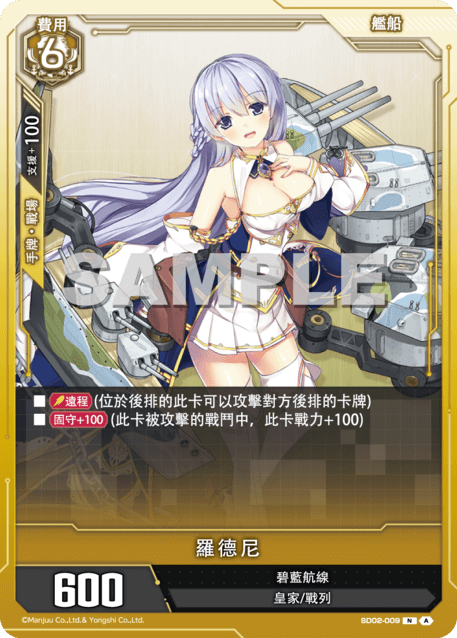 費用
6
艦船
支援+100
手牌・戰場
SAMPLE
■ 遠程 (位於後排的此卡可以攻擊對方後排的卡牌)
■ 固守+100 (此卡被攻擊的戰鬥中，此卡戰力+100)
羅德尼
600
碧藍航線
皇家/戰列
©Manjuu Co.,Ltd.& Yongshi Co.,Ltd.
BD02-009 N A